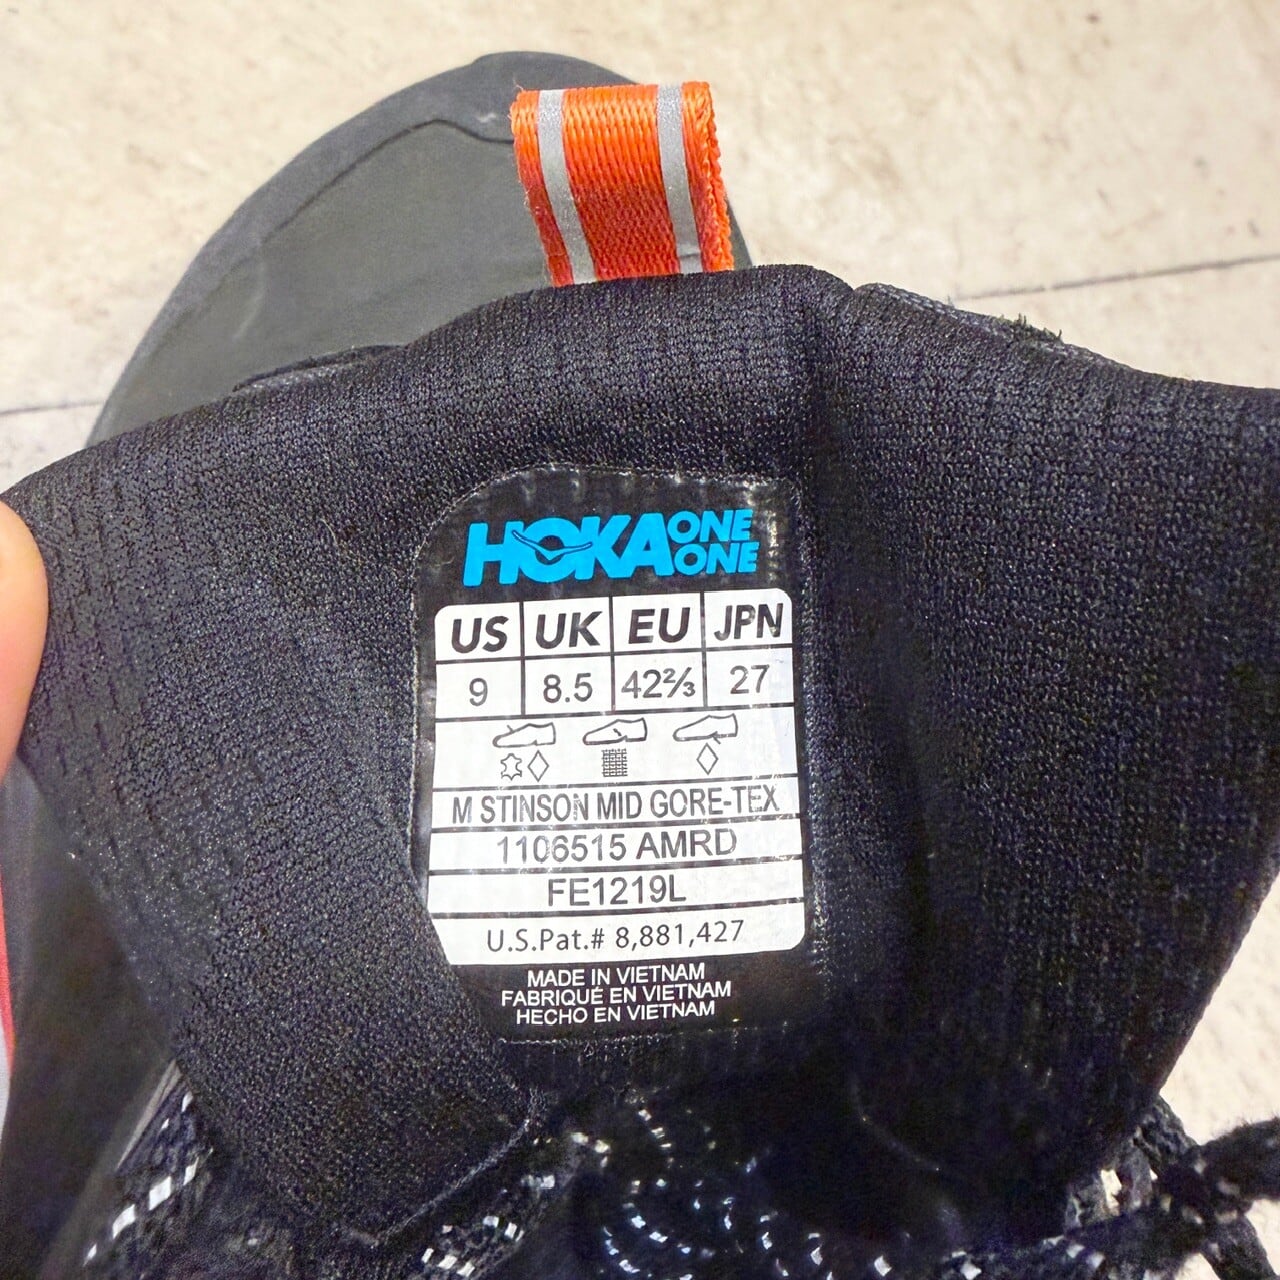 HOKA ONE ONE
US UK EU JPN
9 8.5 42⅔ 27
M STINSON MID GORE-TEX
1106515 AMRD
FE1219L
U.S.Pat.# 8,881,427
MADE IN VIETNAM
FABRIQUÉ EN VIETNAM
HECHO EN VIETNAM